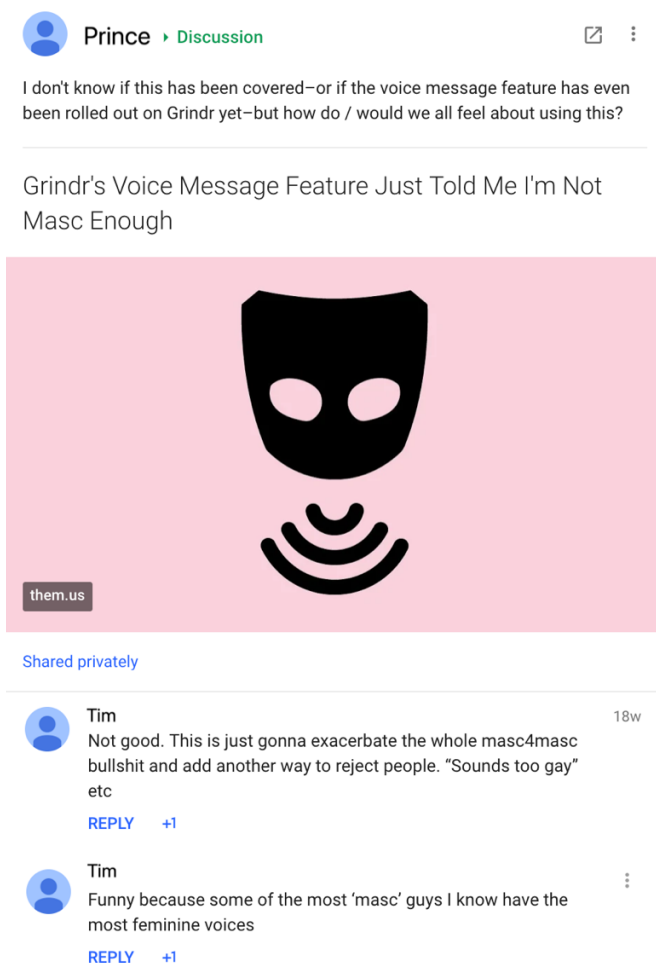 Prince ▸ Discussion
I don't know if this has been covered–or if the voice message feature has even
been rolled out on Grindr yet–but how do / would we all feel about using this?
Grindr's Voice Message Feature Just Told Me I'm Not
Masc Enough
them.us
Shared privately
Tim
18w
Not good. This is just gonna exacerbate the whole masc4masc
bullshit and add another way to reject people. “Sounds too gay”
etc
REPLY +1
Tim
Funny because some of the most ‘masc’ guys I know have the
most feminine voices
REPLY +1